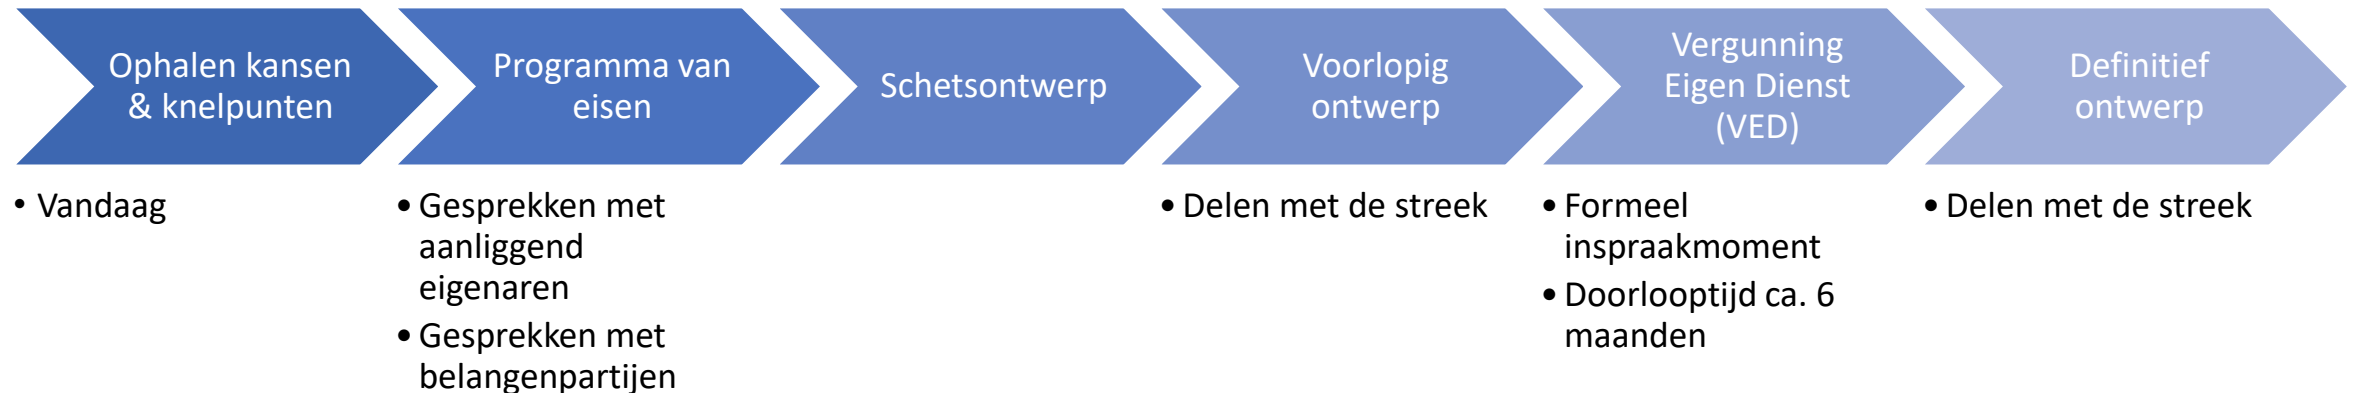 Ophalen kansen
& knelpunten
Programma van
eisen
Schetsontwerp
Voorlopig
ontwerp
Vergunning
Eigen Dienst
(VED)
Definitief
ontwerp
• Vandaag
• Gesprekken met
aanliggend
eigenaren
• Gesprekken met
belangenpartijen
• Delen met de streek
• Formeel
inspraakmoment
• Doorlooptijd ca. 6
maanden
• Delen met de streek